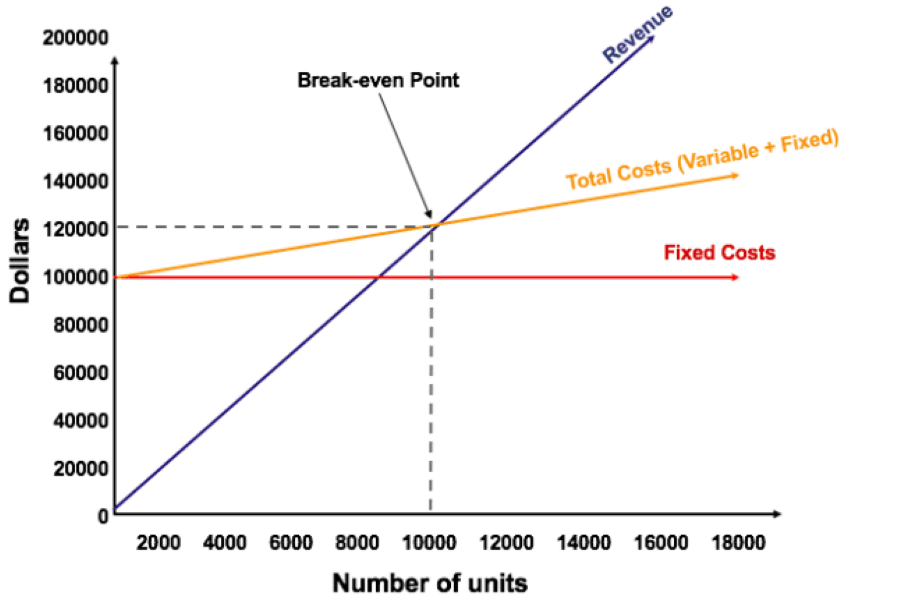 200000
Revenue
Break-even Point
180000
160000
140000
Total Costs (Variable + Fixed)
120000
Dollars
100000
Fixed Costs
80000
60000
40000
20000
0
2000 4000 6000 8000 10000 12000 14000 16000 18000
Number of units